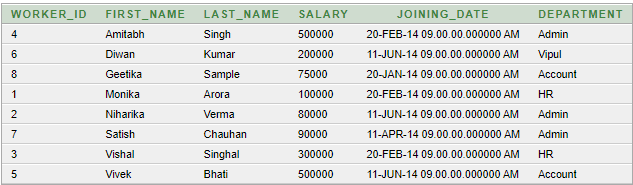 WORKER_ID FIRST_NAME LAST_NAME SALARY JOINING_DATE DEPARTMENT
4 Amitabh Singh 500000 20-FEB-14 09.00.00.000000 AM Admin
6 Diwan Kumar 200000 11-JUN-14 09.00.00.000000 AM Vipul
8 Geetika Sample 75000 20-JAN-14 09.00.00.000000 AM Account
1 Monika Arora 100000 20-FEB-14 09.00.00.000000 AM HR
2 Niharika Verma 80000 11-JUN-14 09.00.00.000000 AM Admin
7 Satish Chauhan 90000 11-APR-14 09.00.00.000000 AM Admin
3 Vishal Singhal 300000 20-FEB-14 09.00.00.000000 AM HR
5 Vivek Bhati 500000 11-JUN-14 09.00.00.000000 AM Account